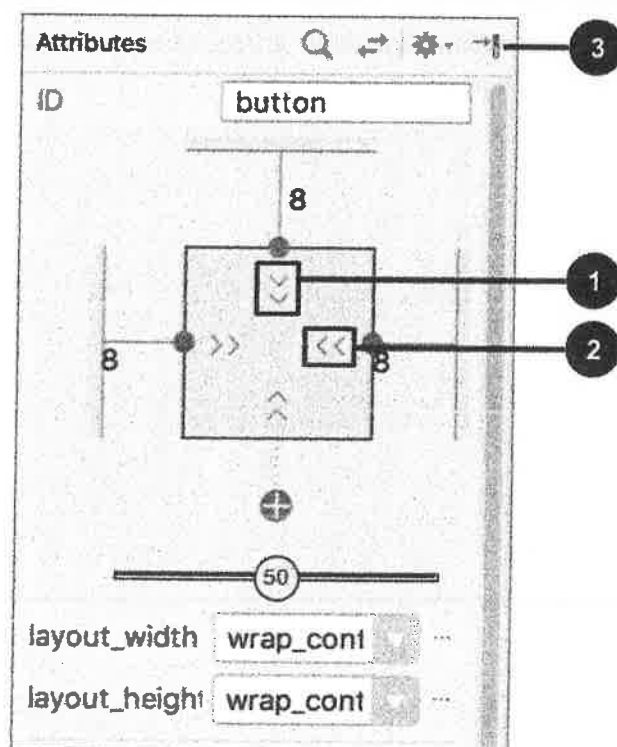 Attributes
3
ID
button
8
1
8
8
2
50
layout_width
wrap_cont
...
layout_height
wrap_cont
...